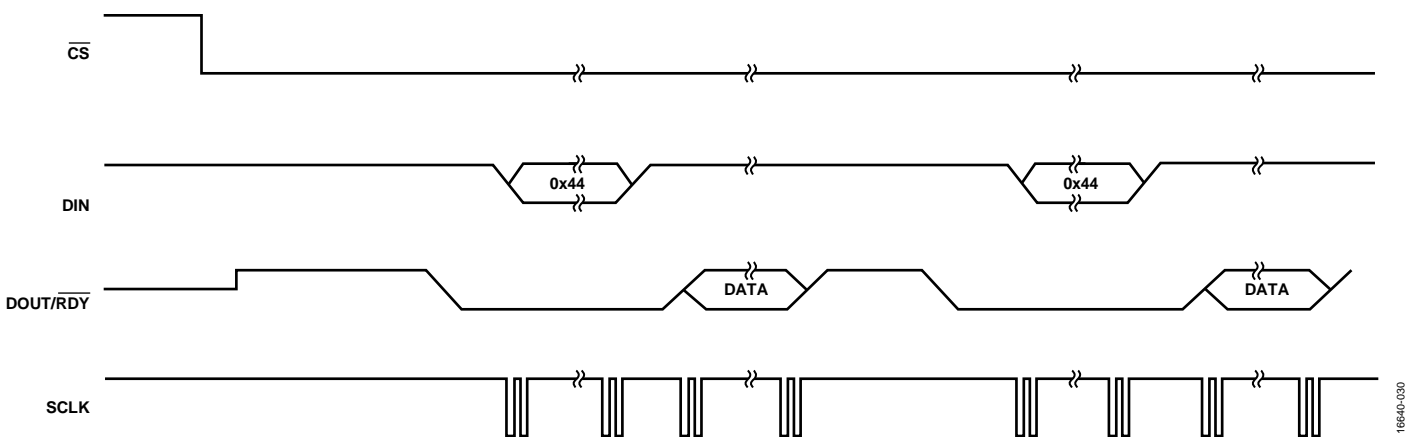 CS
DIN
0x44
0x44
DOUT/RDY
DATA
DATA
SCLK
16640-030